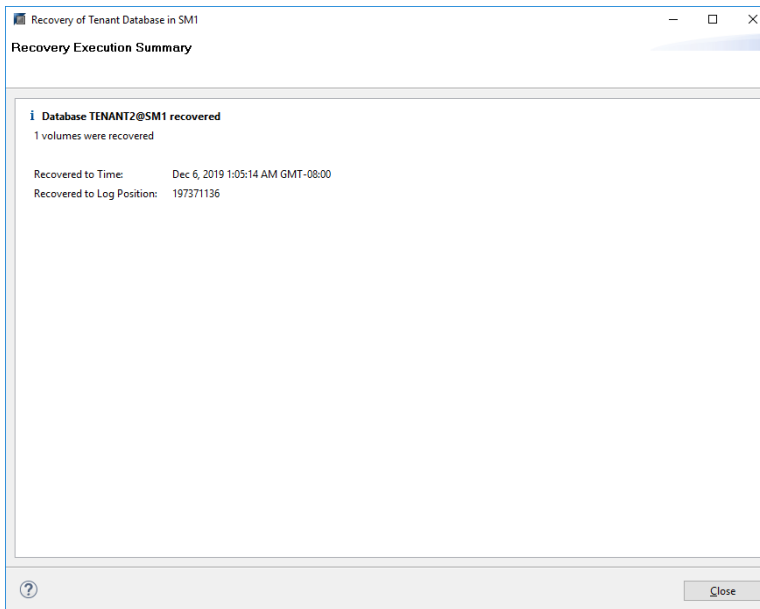 Recovery of Tenant Database in SM1
Recovery Execution Summary
Database TENANT2@SM1 recovered
1 volumes were recovered
Recovered to Time: Dec 6, 2019 1:05:14 AM GMT-08:00
Recovered to Log Position: 197371136
Close